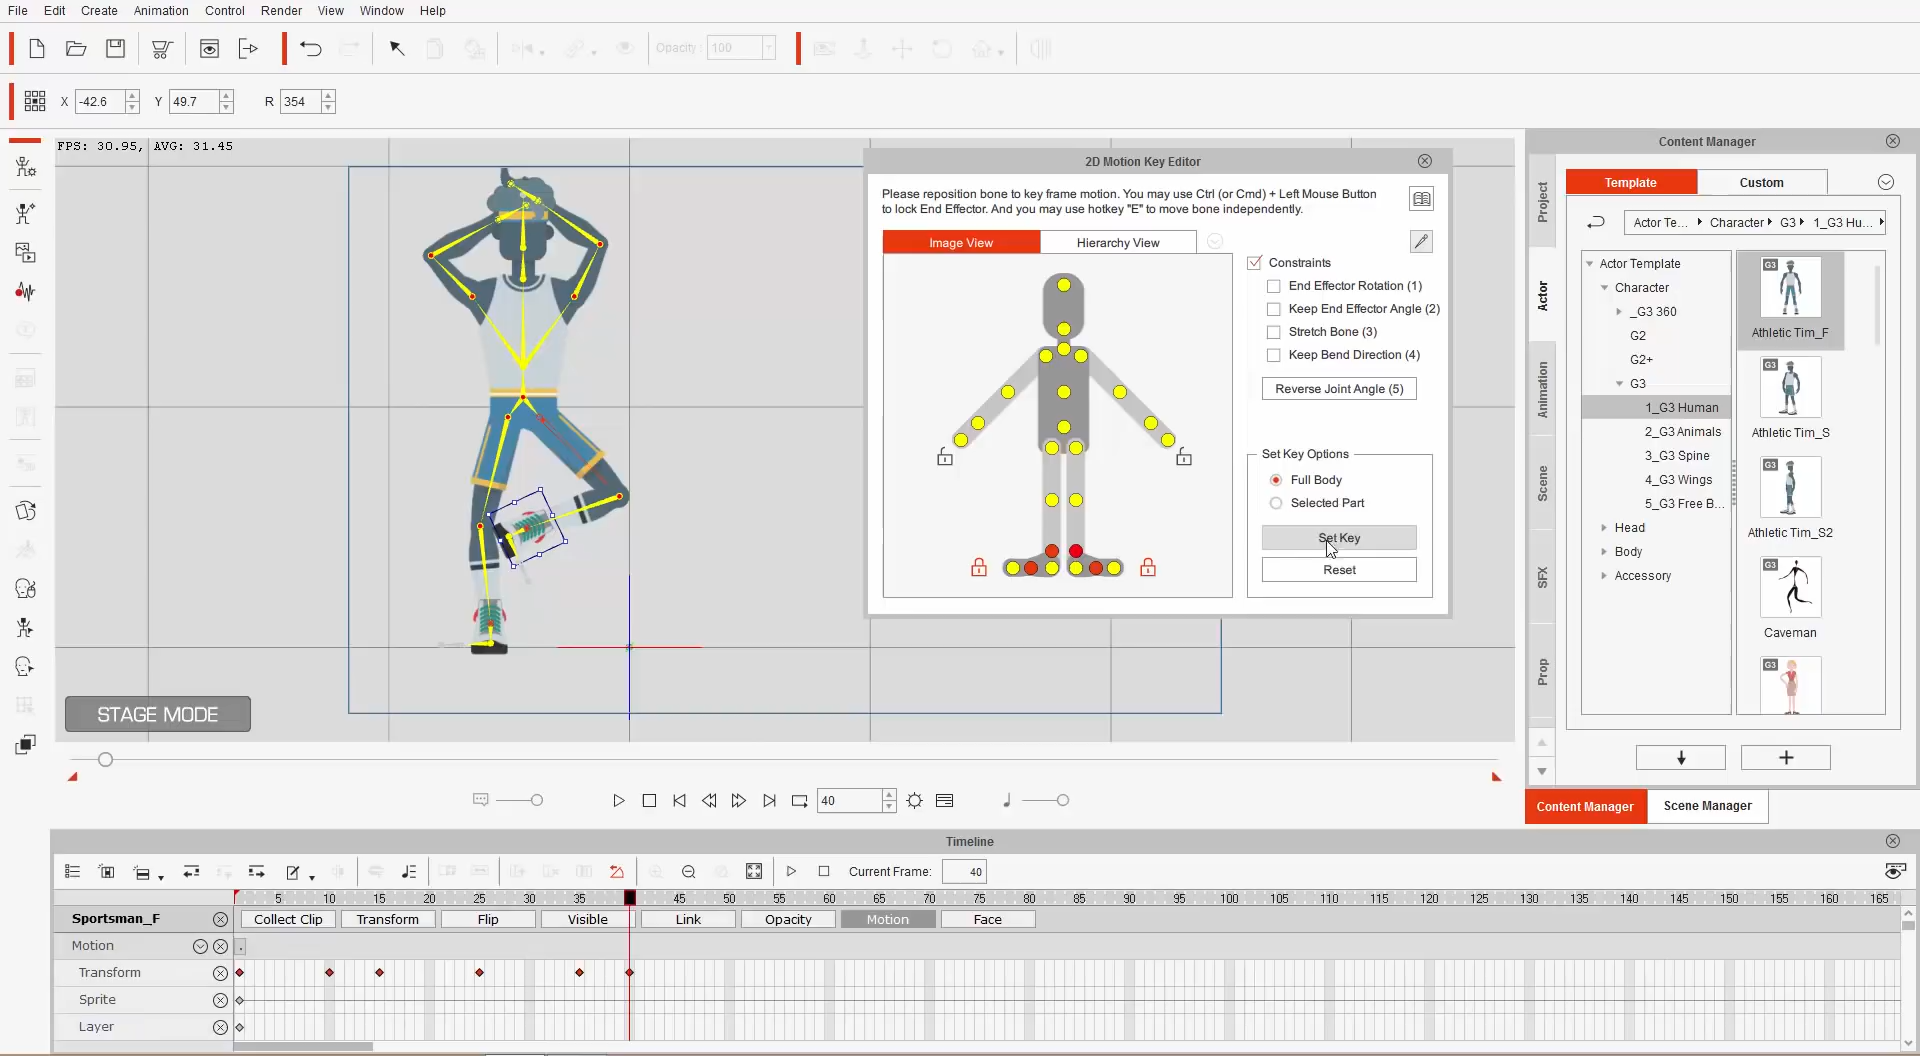 File Edit Create Animation Control Render View Window Help
Opacity : 100
X -42.6 Y 49.7 R 354
FPS: 30.95, AVG: 31.45
STAGE MODE
2D Motion Key Editor
Please reposition bone to key frame motion. You may use Ctrl (or Cmd) + Left Mouse Button
to lock End Effector. And you may use hotkey "E" to move bone independently.
Image View Hierarchy View
Constraints
End Effector Rotation (1)
Keep End Effector Angle (2)
Stretch Bone (3)
Keep Bend Direction (4)
Reverse Joint Angle (5)
Set Key Options
Full Body
Selected Part
Set Key
Reset
Content Manager
Project
Actor
Animation
Scene
SFX
Prop
Template Custom
Actor Te... Character G3 1_G3 Hu...
Actor Template
Character
_G3 360
G2
G2+
G3
1_G3 Human
2_G3 Animals
3_G3 Spine
4_G3 Wings
5_G3 Free B...
Head
Body
Accessory
G3
Athletic Tim_F
G3
Athletic Tim_S
G3
Athletic Tim_S2
G3
Caveman
G3
Content Manager Scene Manager
40
Timeline
Current Frame: 40
5 10 15 20 25 30 35 45 50 55 60 65 70 75 80 85 90 95 100 105 110 115 120 125 130 135 140 145 150 155 160 165
Sportsman_F Collect Clip Transform Flip Visible Link Opacity Motion Face
Motion
Transform
Sprite
Layer